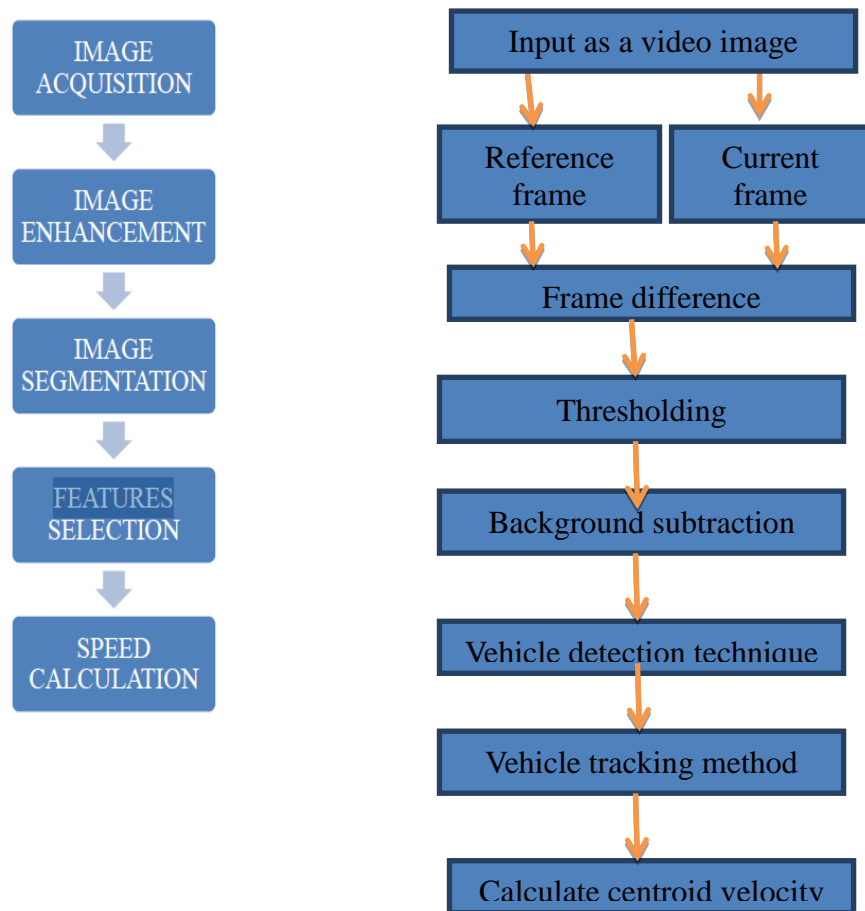 IMAGE
ACQUISITION
IMAGE
ENHANCEMENT
IMAGE
SEGMENTATION
FEATURES
SELECTION
SPEED
CALCULATION
Input as a video image
Reference
frame
Current
frame
Frame difference
Thresholding
Background subtraction
Vehicle detection technique
Vehicle tracking method
Calculate centroid velocity